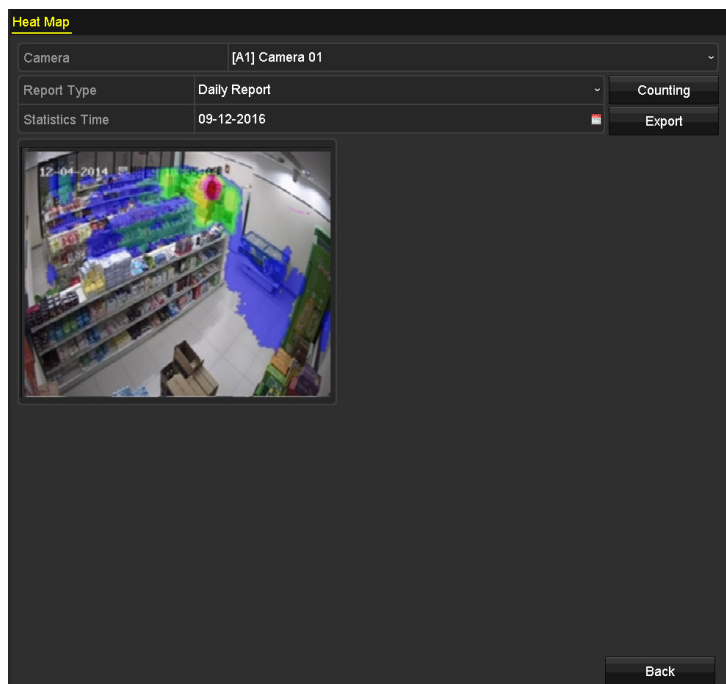 Heat Map
Camera [A1] Camera 01
Report Type Daily Report Counting
Statistics Time 09-12-2016 Export
12-04-2014
Back